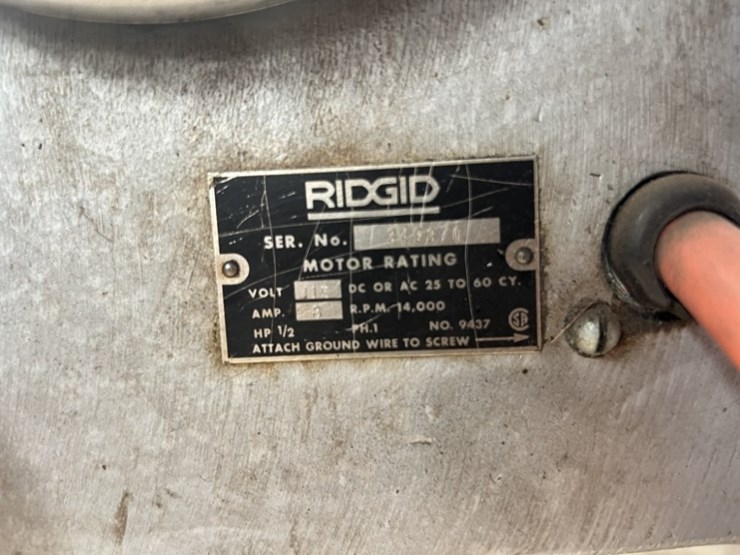 RIDGID
SER. No.
MOTOR RATING
VOLT DC OR AC 25 TO 60 CY.
AMP. R.P.M. 14,000
HP 1/2 PH.1 NO. 9437
ATTACH GROUND WIRE TO SCREW